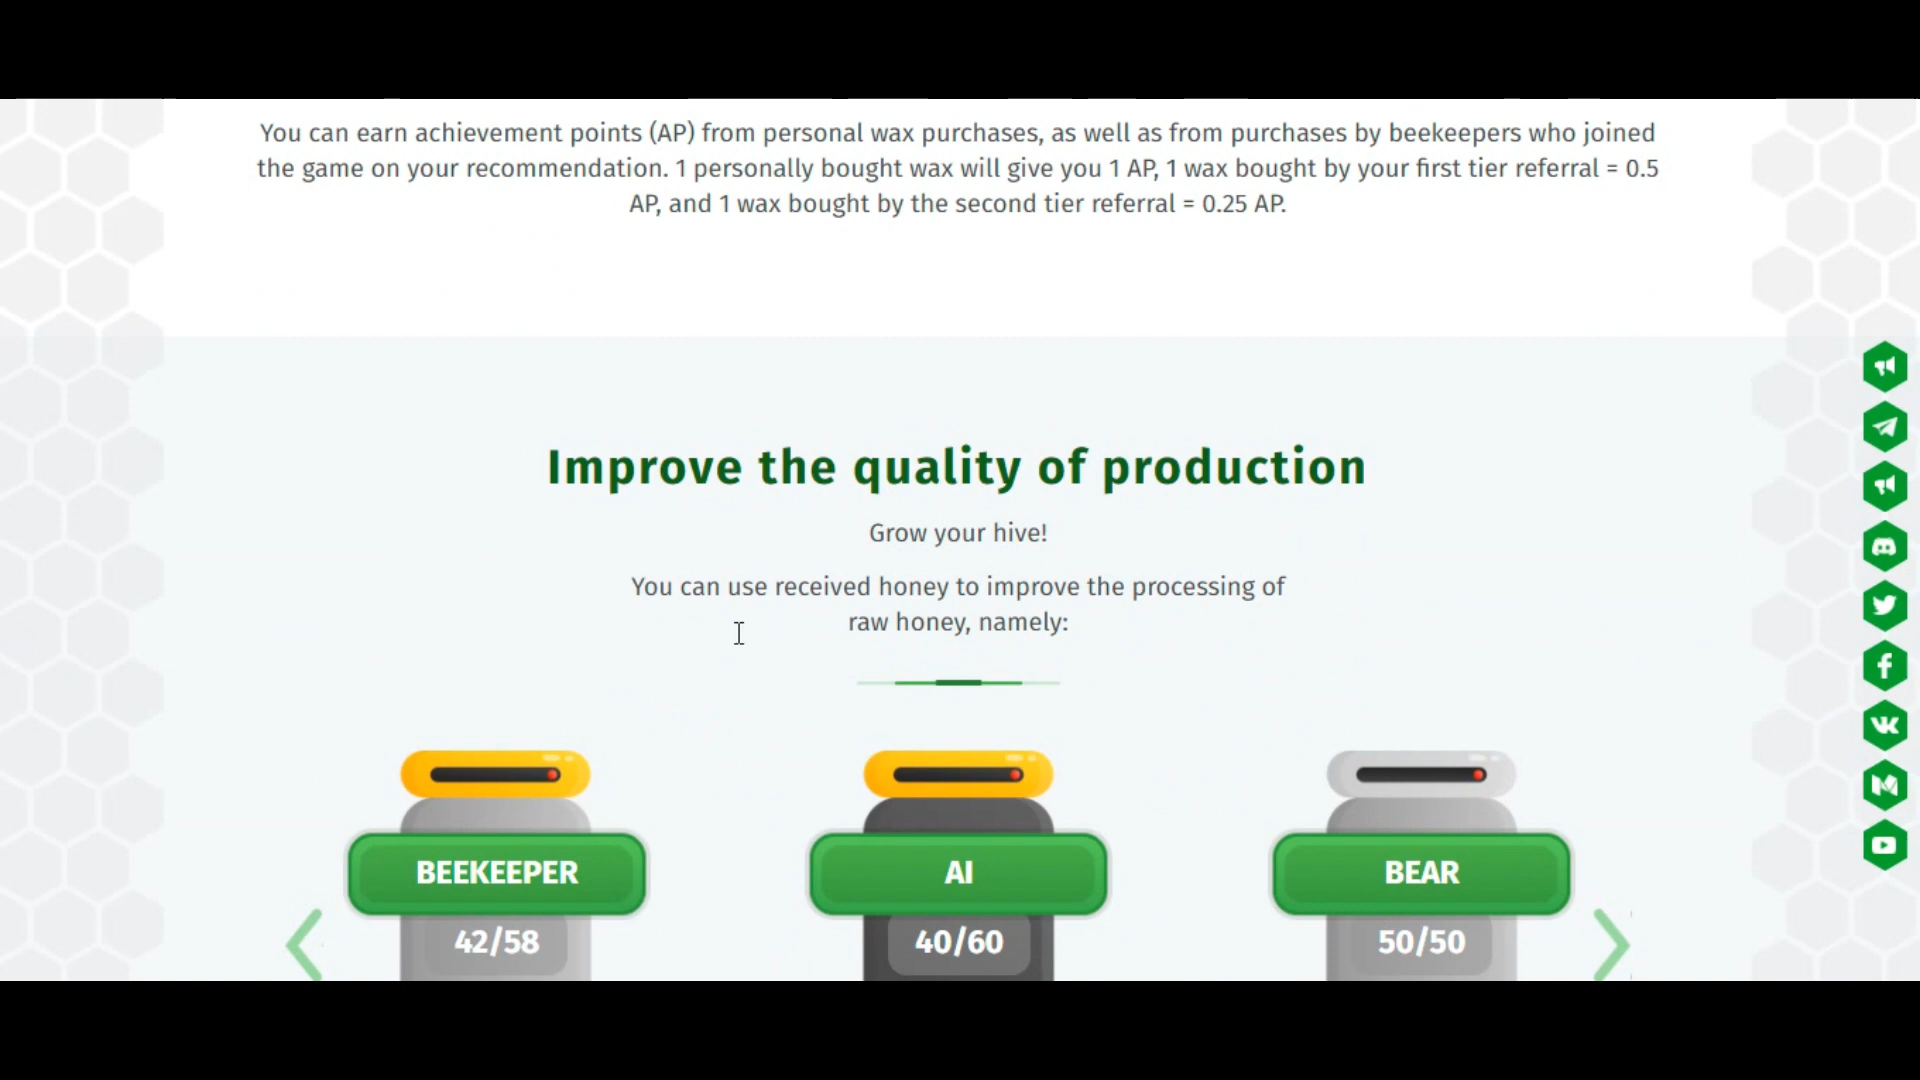 You can earn achievement points (AP) from personal wax purchases, as well as from purchases by beekeepers who joined
the game on your recommendation. 1 personally bought wax will give you 1 AP, 1 wax bought by your first tier referral = 0.5
AP, and 1 wax bought by the second tier referral = 0.25 AP.
Improve the quality of production
Grow your hive!
You can use received honey to improve the processing of
raw honey, namely:
BEEKEEPER
AI
BEAR
42/58
40/60
50/50